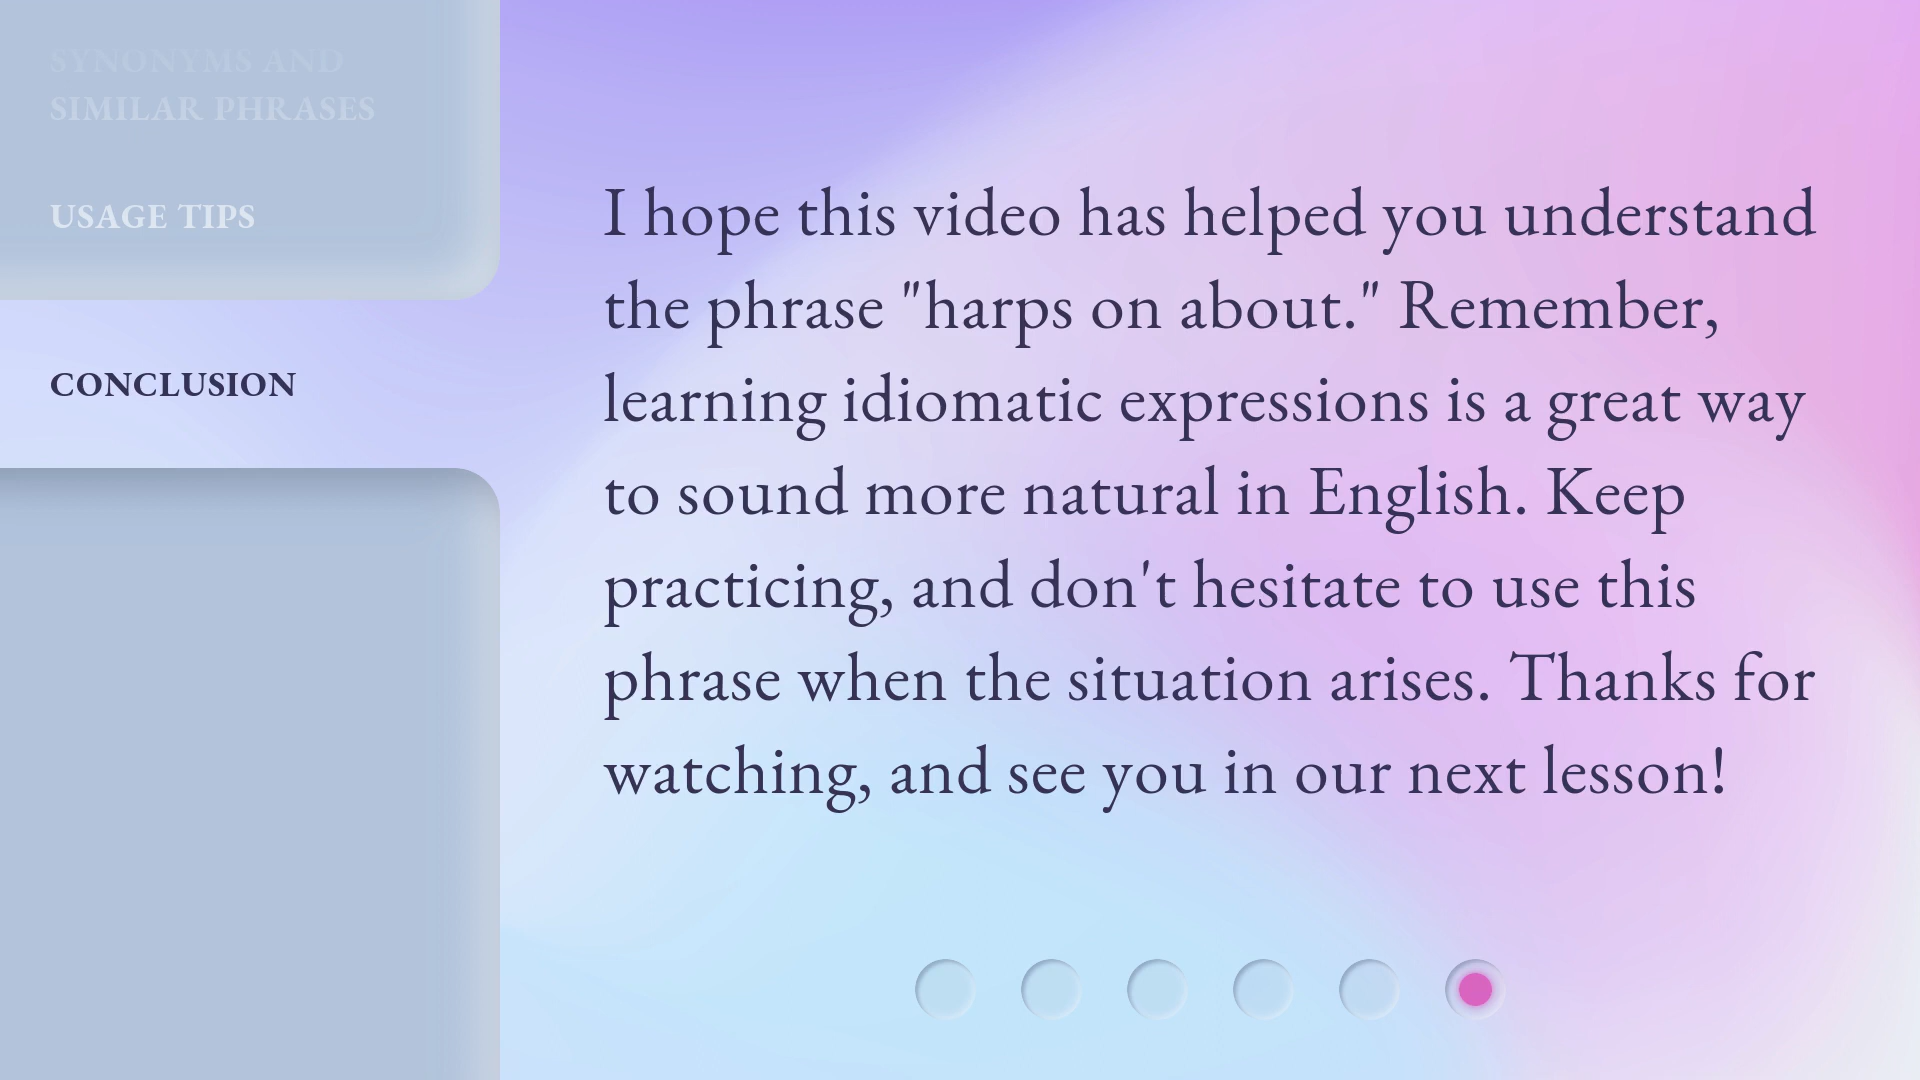 SYNONYMS AND
SIMILAR PHRASES
USAGE TIPS
CONCLUSION
I hope this video has helped you understand
the phrase "harps on about." Remember,
learning idiomatic expressions is a great way
to sound more natural in English. Keep
practicing, and don't hesitate to use this
phrase when the situation arises. Thanks for
watching, and see you in our next lesson!